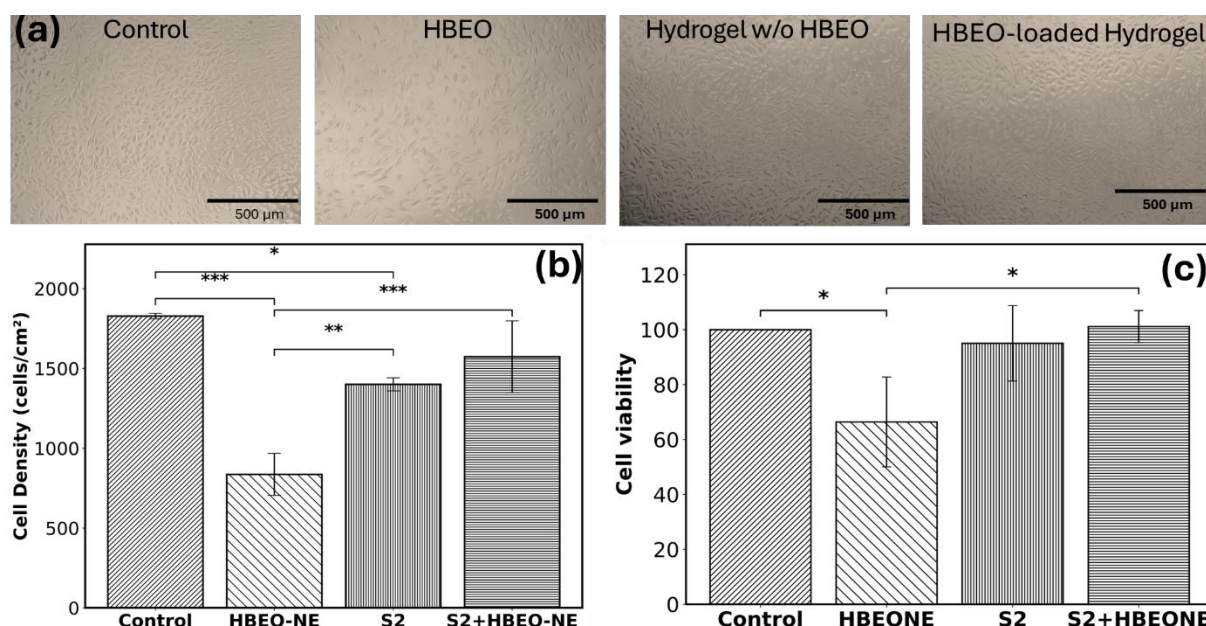 (a)
Control
HBEO
Hydrogel w/o HBEO
HBEO-loaded Hydrogel
500 µm
500 µm
500 µm
500 µm
(b)
Cell Density (cells/cm²)
2000
1500
1000
500
0
*
***
***
**
Control
HBEO-NE
S2
S2+HBEO-NE
(c)
Cell viability
120
100
80
60
40
20
0
*
*
Control
HBEONE
S2
S2+HBEONE